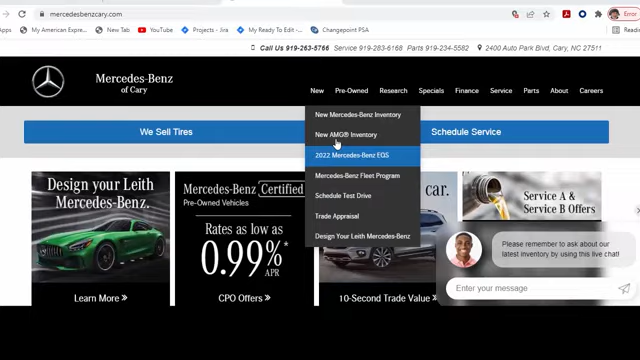 mercedesbenzcary.com
Error
Apps
My American Expre...
New Tab
YouTube
Projects - Jira
My Ready To Edit -...
Changepoint PSA
Call Us 919-263-5766 Service 919-283-6168 Parts 919-234-5582 2400 Auto Park Blvd, Cary, NC 27511
Mercedes-Benz
of Cary
New Pre-Owned Research Specials Finance Service Parts About Careers
New Mercedes-Benz Inventory
New AMG® Inventory
2022 Mercedes-Benz EQS
Mercedes-Benz Fleet Program
Schedule Test Drive
Trade Appraisal
Design Your Leith Mercedes-Benz
We Sell Tires
Schedule Service
Design your Leith
Mercedes-Benz.
Learn More
Mercedes-Benz Certified
Pre-Owned Vehicles
Rates as low as
0.99%*
APR
CPO Offers
car.
10-Second Trade Value
Service A &
Service B Offers
Please remember to ask about our
latest inventory by using this live chat!
Enter your message